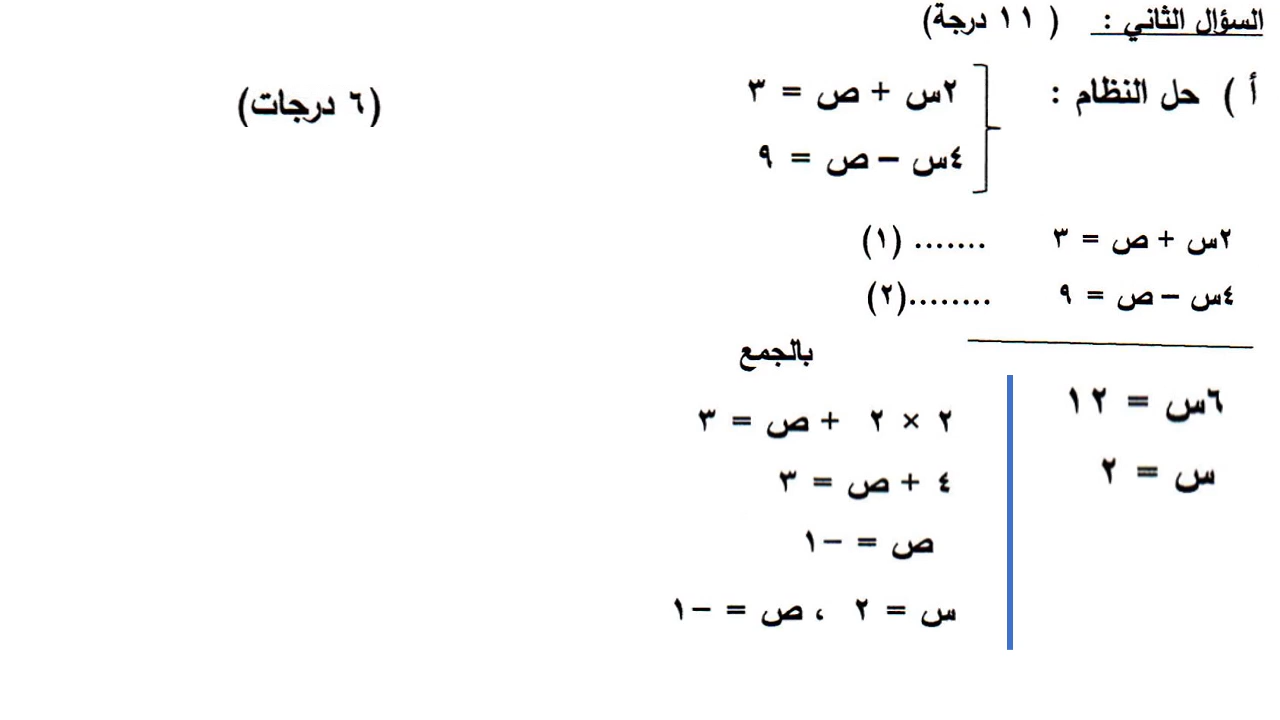 السؤال الثاني : ( ١١ درجة)
أ ) حل النظام : ٢س + ص = ٣ (٦ درجات)
٤س – ص = ٩
٢س + ص = ٣ ....... (١)
٤س – ص = ٩ ........(٢)
بالجمع
٦س = ١٢
س = ٢
٢ × ٢ + ص = ٣
٤ + ص = ٣
ص = –١
س = ٢ ، ص = –١